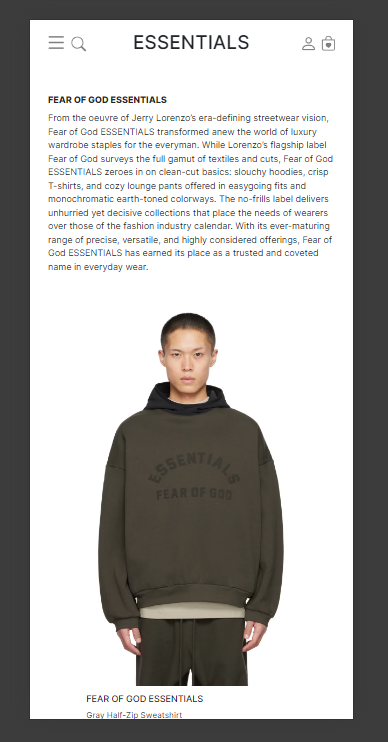 ESSENTIALS
FEAR OF GOD ESSENTIALS
From the oeuvre of Jerry Lorenzo's era-defining streetwear vision,
Fear of God ESSENTIALS transformed anew the world of luxury
wardrobe staples for the everyman. While Lorenzo's flagship label
Fear of God surveys the full gamut of textiles and cuts, Fear of God
ESSENTIALS zeroes in on clean-cut basics: slouchy hoodies, crisp
T-shirts, and cozy lounge pants offered in easygoing fits and
monochromatic earth-toned colorways. The no-frills label delivers
unhurried yet decisive collections that place the needs of wearers
over those of the fashion industry calendar. With its ever-maturing
range of precise, versatile, and highly considered offerings, Fear of
God ESSENTIALS has earned its place as a trusted and coveted
name in everyday wear.
ESSENTIALS
FEAR OF GOD
FEAR OF GOD ESSENTIALS
Gray Half-Zip Sweatshirt